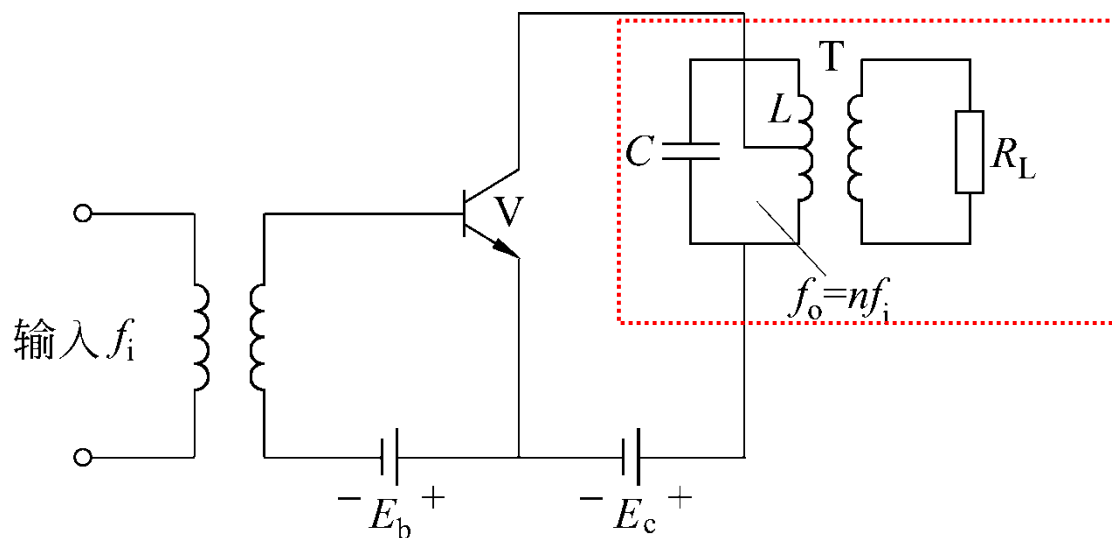 T
L
C
R_L
V
f_o=nf_i
输入 f_i
- E_b +
- E_c +